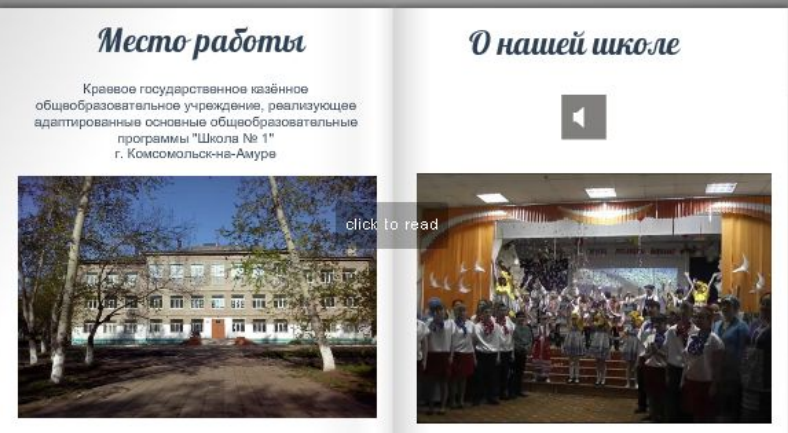 Место работы
Краевое государственное казённое
общеобразовательное учреждение, реализующее
адаптированные основные общеобразовательные
программы "Школа № 1"
г. Комсомольск-на-Амуре
О нашей школе
click to read